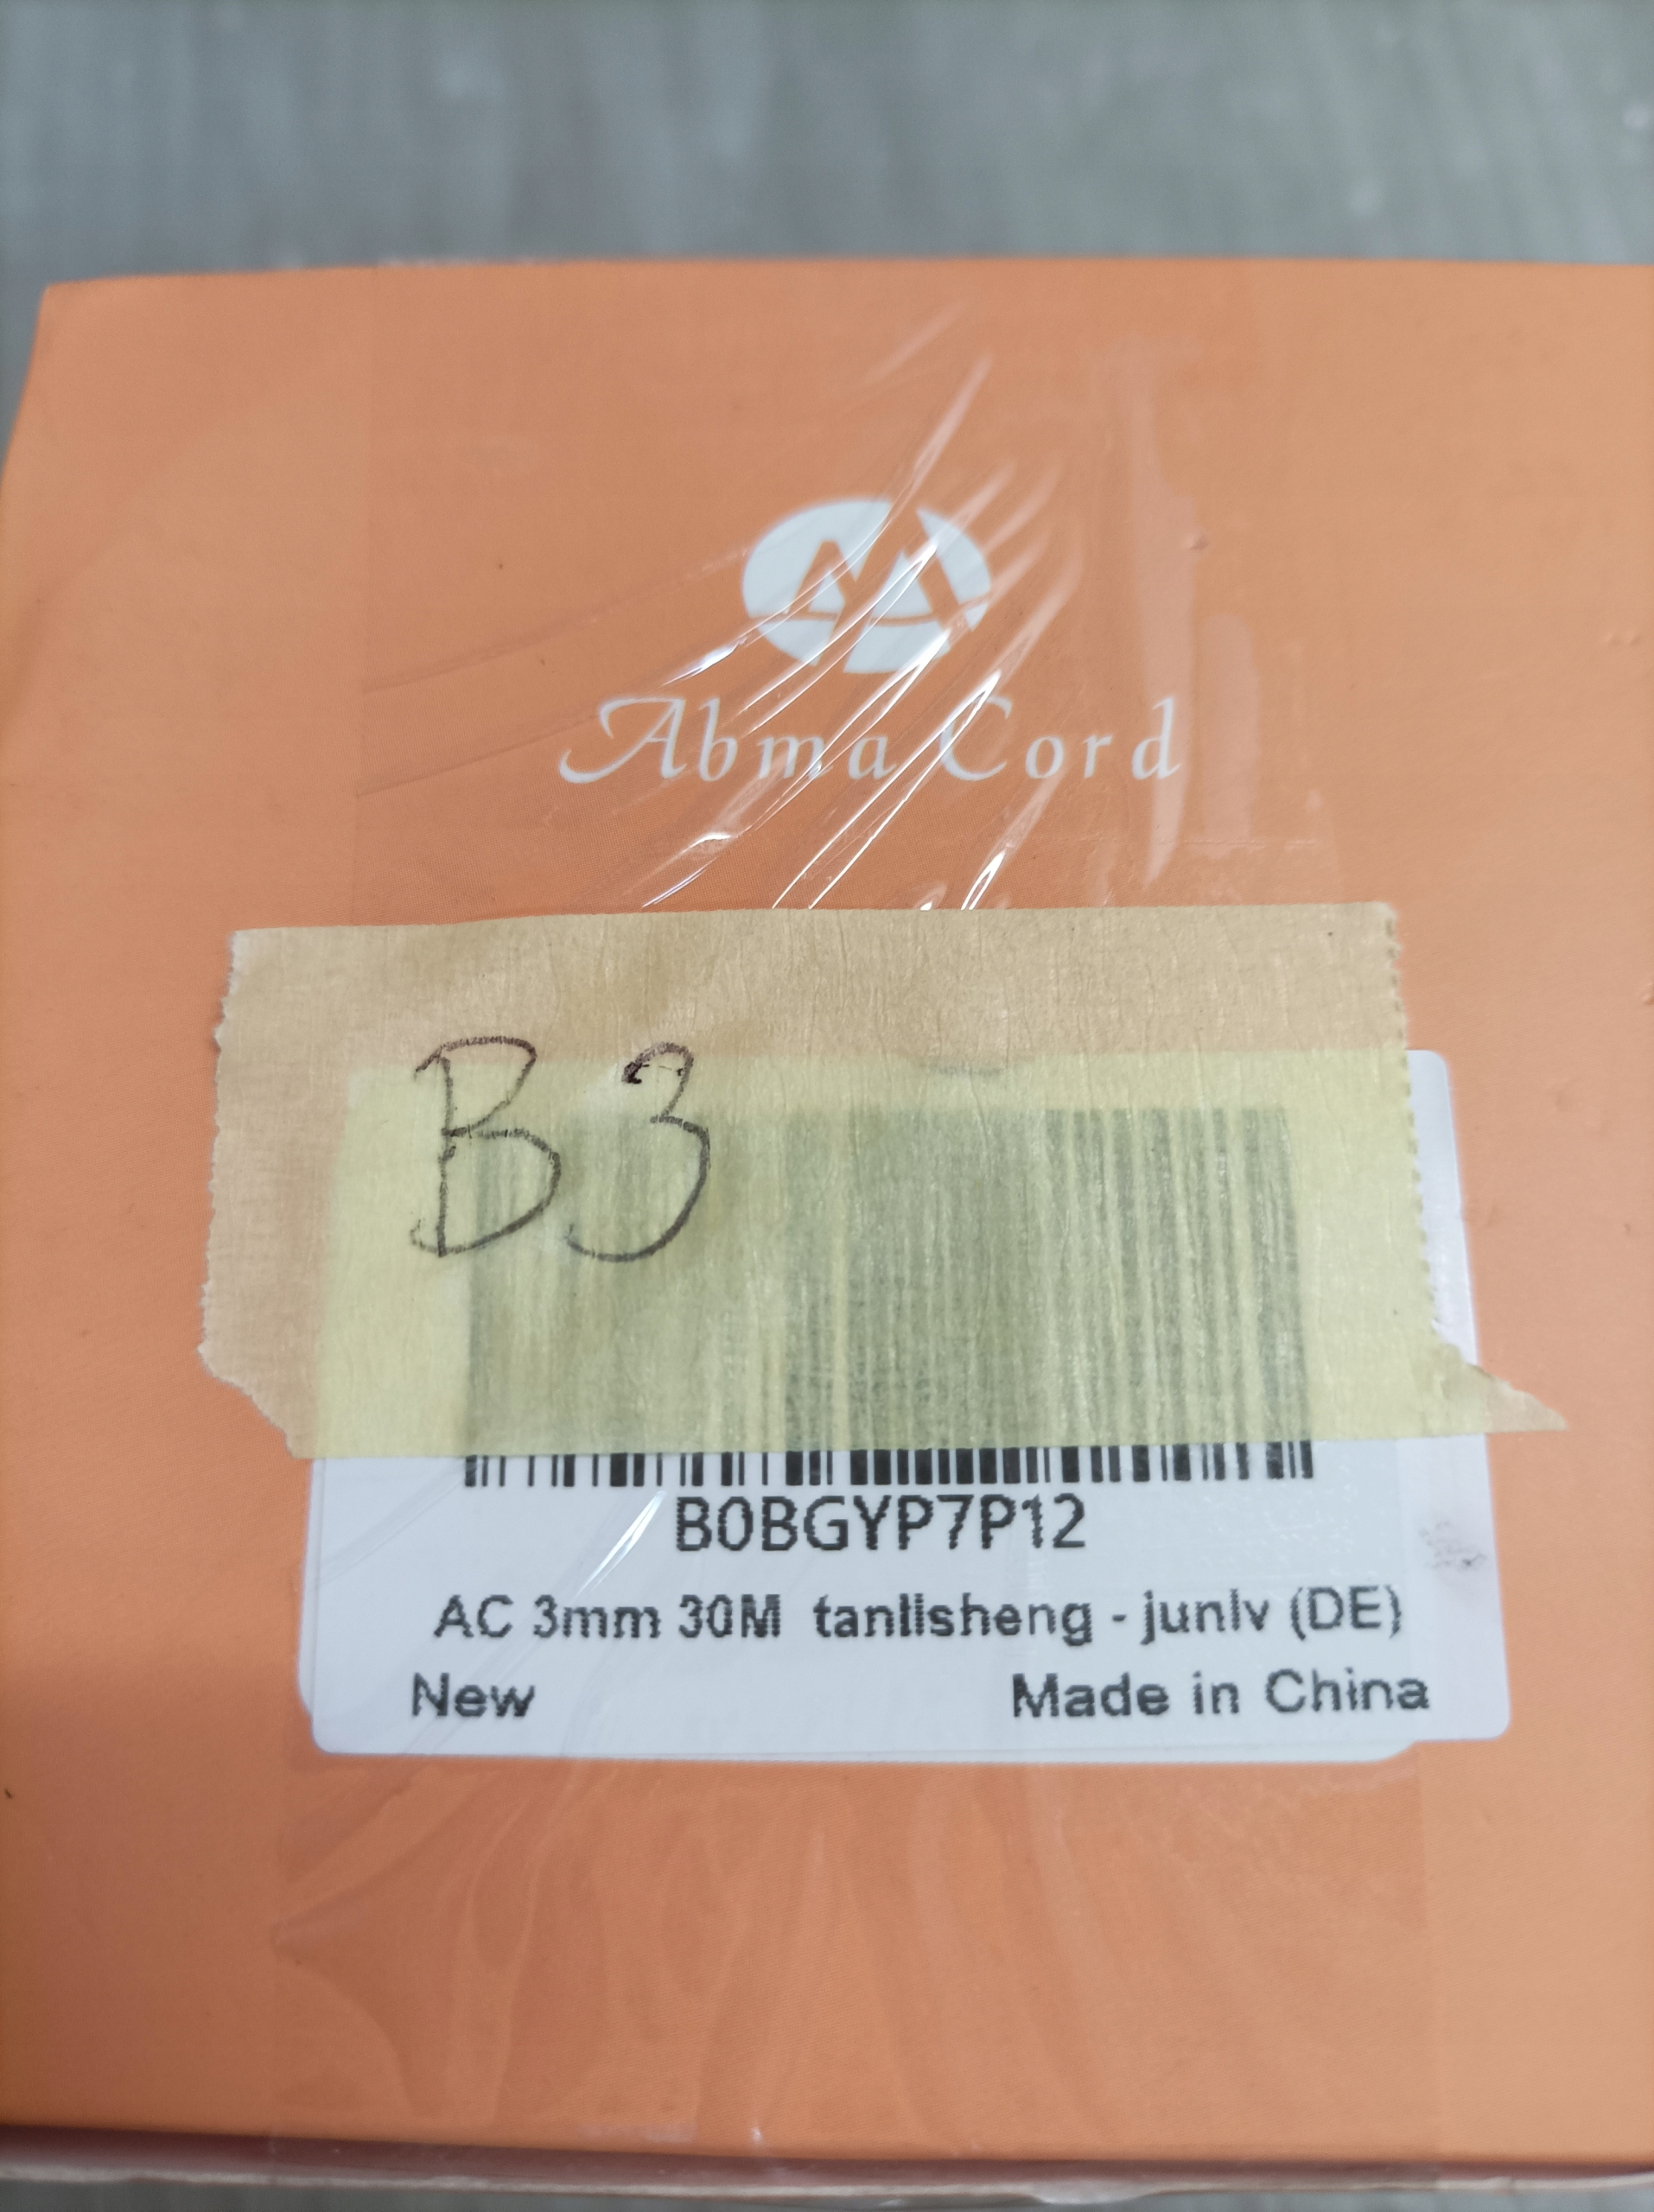 Abma Cord
B3
B0BGYP7P12
AC 3mm 30M tanlisheng - junlv (DE)
New Made in China